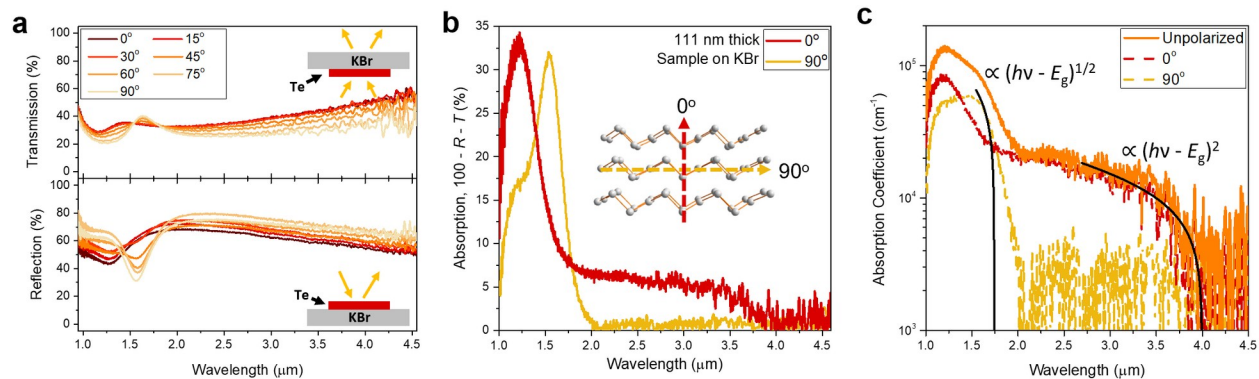 a
0° 15°
30° 45°
60° 75°
90°
KBr
Te
Transmission (%)
100
80
60
40
20
0
Te
KBr
Reflection (%)
100
80
60
40
20
0
1.0 1.5 2.0 2.5 3.0 3.5 4.0 4.5
Wavelength (μm)
b
111 nm thick
Sample on KBr
0°
90°
0°
90°
Absorption, 100 - R - T (%)
35
30
25
20
15
10
5
0
1.0 1.5 2.0 2.5 3.0 3.5 4.0 4.5
Wavelength (μm)
c
Unpolarized
0°
90°
∝ (hν - Eg)1/2
∝ (hν - Eg)2
Absorption Coefficient (cm-1)
105
104
103
1.0 1.5 2.0 2.5 3.0 3.5 4.0 4.5
Wavelength (μm)